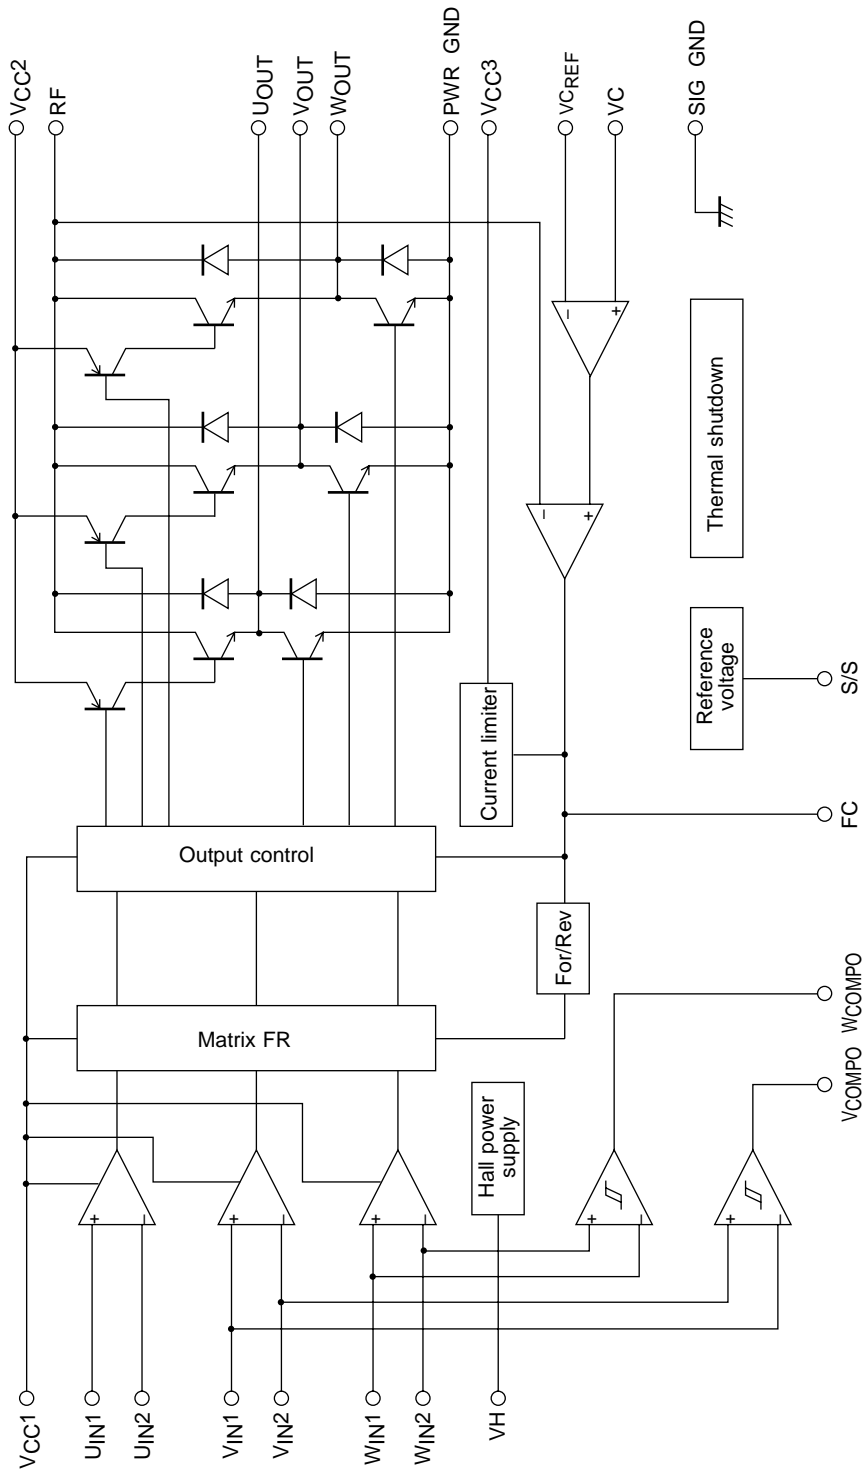 VCC2
RF
UOUT
VOUT
WOUT
PWR GND
VCC3
VCREF
VC
SIG GND
−
+
−
+
Thermal shutdown
Reference
voltage
S/S
Current limiter
FC
Output control
For/Rev
WCOMPO
Matrix FR
VCOMPO
Hall power
supply
+
−
+
−
+
−
+
−
+
−
VCC1
UIN1
UIN2
VIN1
VIN2
WIN1
WIN2
VH